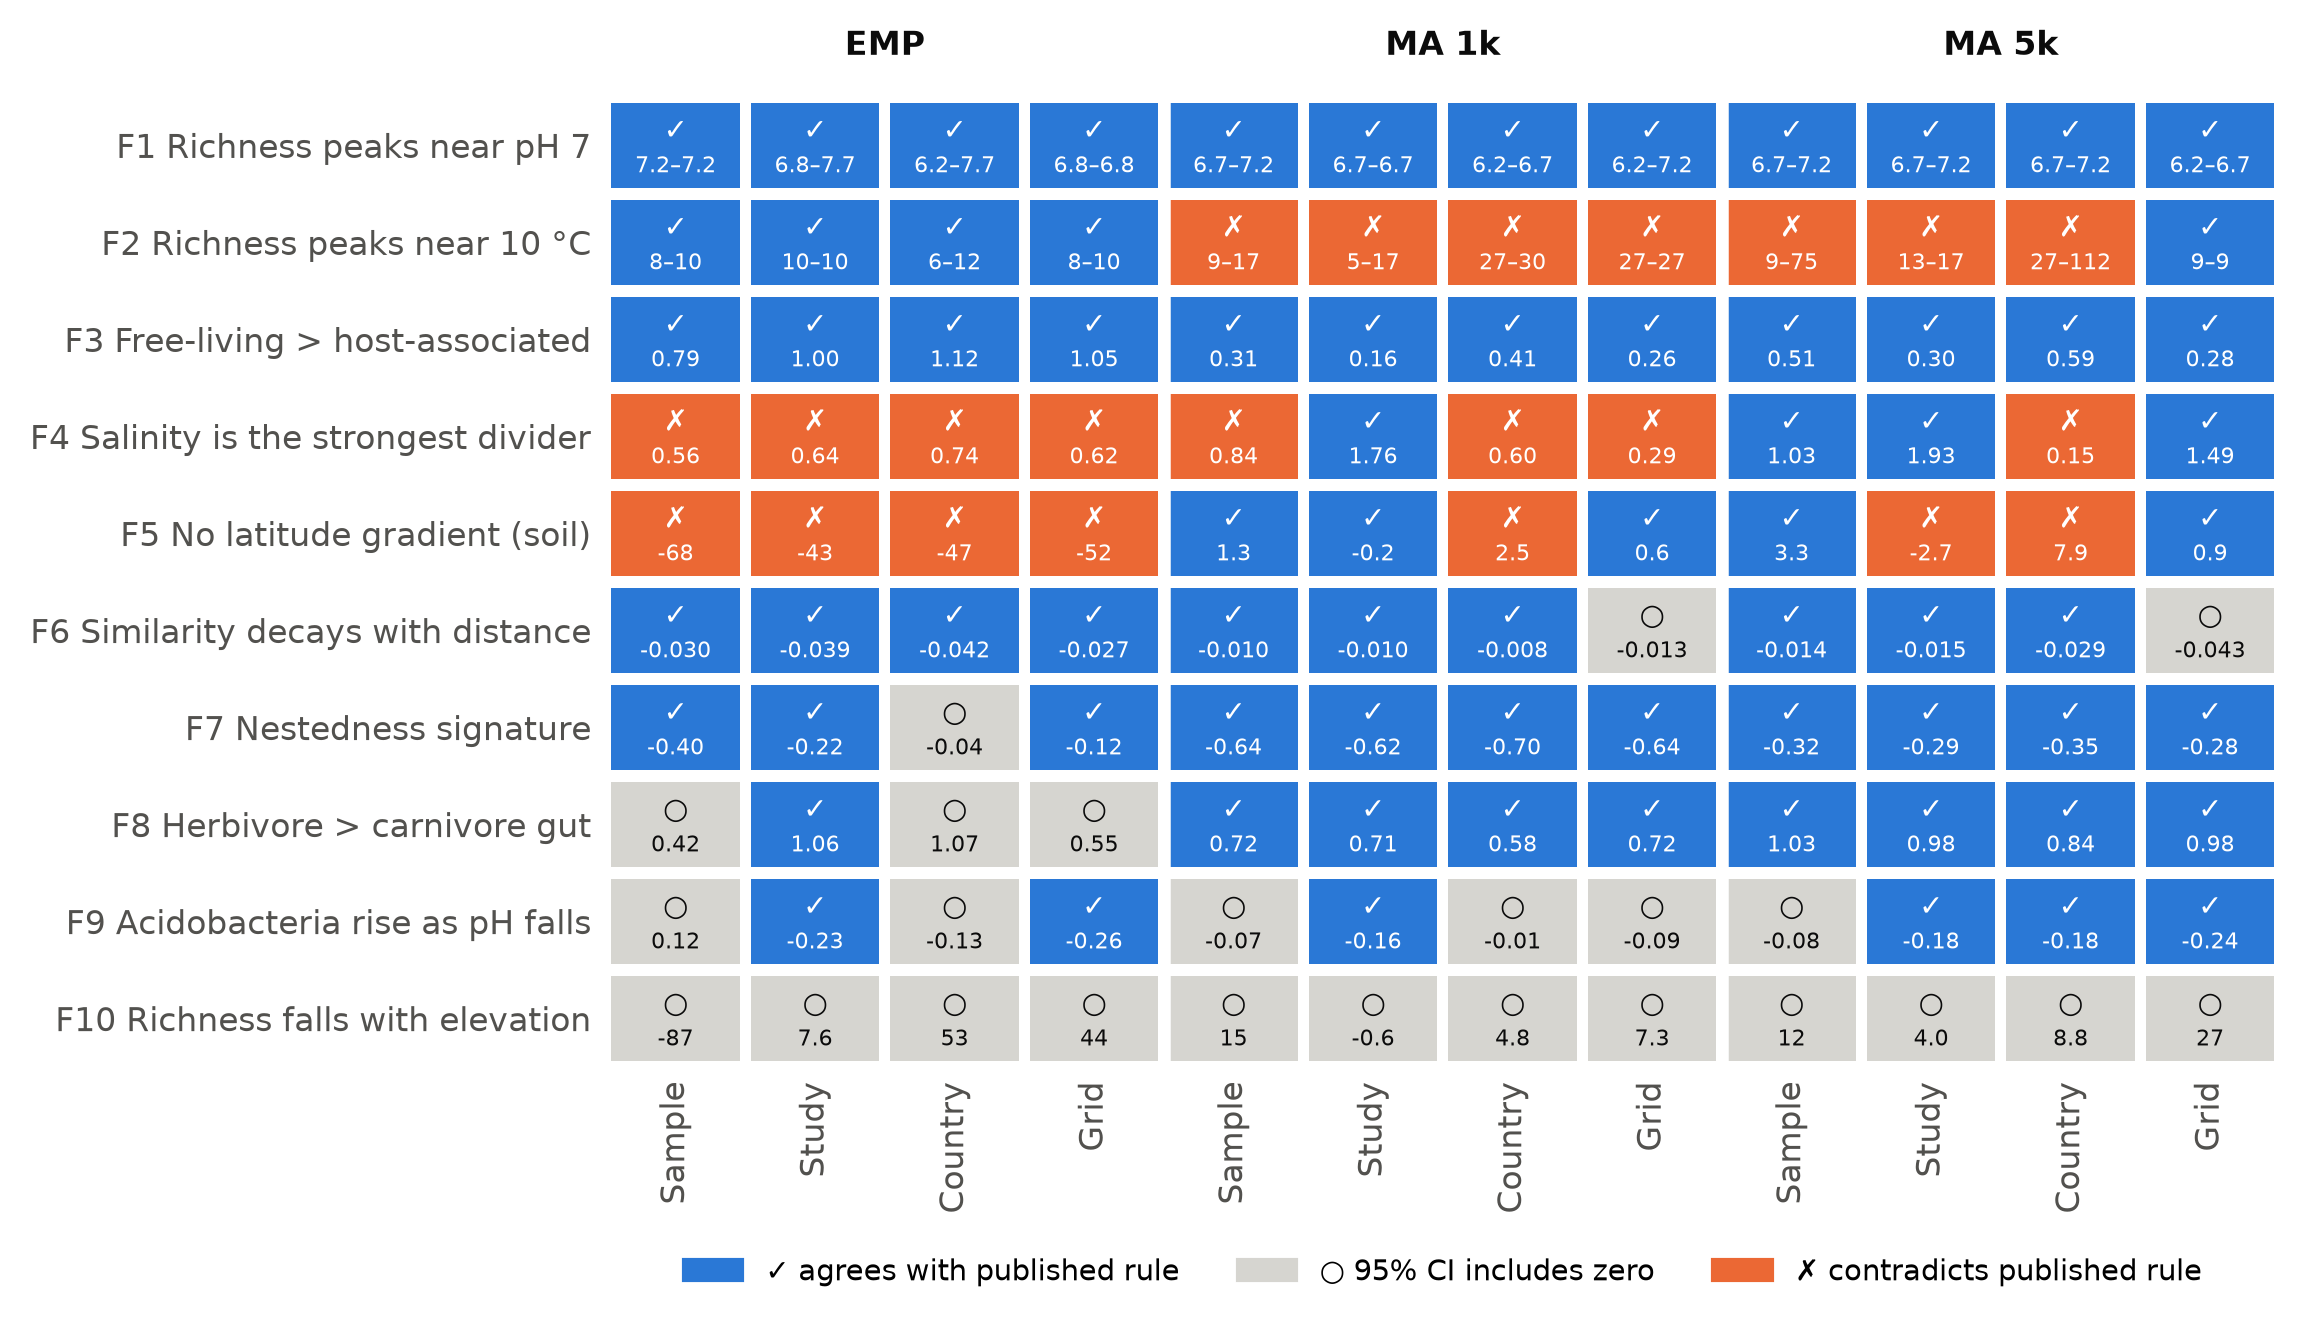 EMP MA 1k MA 5k
F1 Richness peaks near pH 7 ✓ ✓ ✓ ✓ ✓ ✓ ✓ ✓ ✓ ✓ ✓ ✓
7.2–7.2 6.8–7.7 6.2–7.7 6.8–6.8 6.7–7.2 6.7–6.7 6.2–6.7 6.2–7.2 6.7–7.2 6.7–7.2 6.7–7.2 6.2–6.7
F2 Richness peaks near 10 °C ✓ ✓ ✓ ✓ ✗ ✗ ✗ ✗ ✗ ✗ ✗ ✓
8–10 10–10 6–12 8–10 9–17 5–17 27–30 27–27 9–75 13–17 27–112 9–9
F3 Free-living > host-associated ✓ ✓ ✓ ✓ ✓ ✓ ✓ ✓ ✓ ✓ ✓ ✓
0.79 1.00 1.12 1.05 0.31 0.16 0.41 0.26 0.51 0.30 0.59 0.28
F4 Salinity is the strongest divider ✗ ✗ ✗ ✗ ✗ ✓ ✗ ✗ ✓ ✓ ✗ ✓
0.56 0.64 0.74 0.62 0.84 1.76 0.60 0.29 1.03 1.93 0.15 1.49
F5 No latitude gradient (soil) ✗ ✗ ✗ ✗ ✓ ✓ ✗ ✓ ✓ ✗ ✗ ✓
-68 -43 -47 -52 1.3 -0.2 2.5 0.6 3.3 -2.7 7.9 0.9
F6 Similarity decays with distance ✓ ✓ ✓ ✓ ✓ ✓ ✓ ○ ✓ ✓ ✓ ○
-0.030 -0.039 -0.042 -0.027 -0.010 -0.010 -0.008 -0.013 -0.014 -0.015 -0.029 -0.043
F7 Nestedness signature ✓ ✓ ○ ✓ ✓ ✓ ✓ ✓ ✓ ✓ ✓ ✓
-0.40 -0.22 -0.04 -0.12 -0.64 -0.62 -0.70 -0.64 -0.32 -0.29 -0.35 -0.28
F8 Herbivore > carnivore gut ○ ✓ ○ ○ ✓ ✓ ✓ ✓ ✓ ✓ ✓ ✓
0.42 1.06 1.07 0.55 0.72 0.71 0.58 0.72 1.03 0.98 0.84 0.98
F9 Acidobacteria rise as pH falls ○ ✓ ○ ✓ ○ ✓ ○ ○ ○ ✓ ✓ ✓
0.12 -0.23 -0.13 -0.26 -0.07 -0.16 -0.01 -0.09 -0.08 -0.18 -0.18 -0.24
F10 Richness falls with elevation ○ ○ ○ ○ ○ ○ ○ ○ ○ ○ ○ ○
-87 7.6 53 44 15 -0.6 4.8 7.3 12 4.0 8.8 27
Sample Study Country Grid Sample Study Country Grid Sample Study Country Grid
✓ agrees with published rule ○ 95% CI includes zero ✗ contradicts published rule